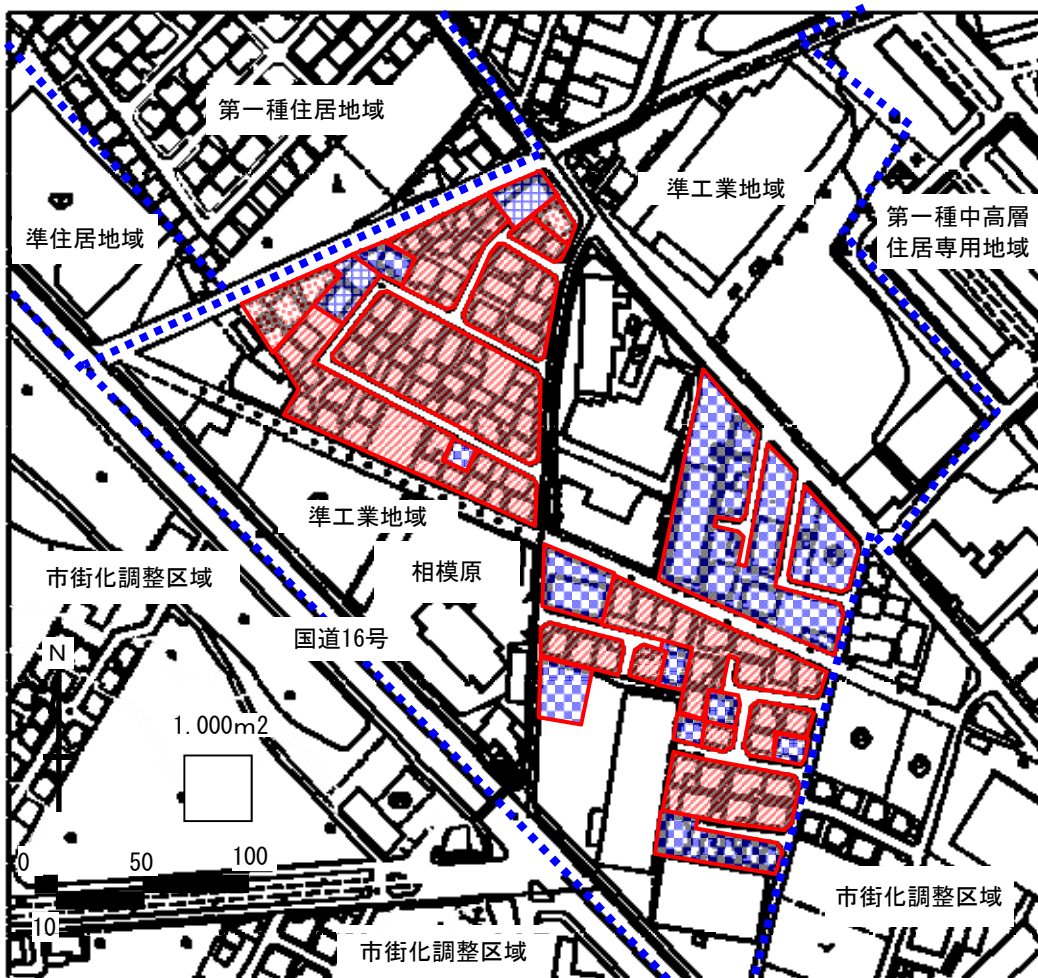 第一種住居地域
準工業地域
準住居地域
第一種中高層
住居専用地域
準工業地域
相模原
市街化調整区域
国道16号
N
1.000m2
0 50 100
10
市街化調整区域
市街化調整区域